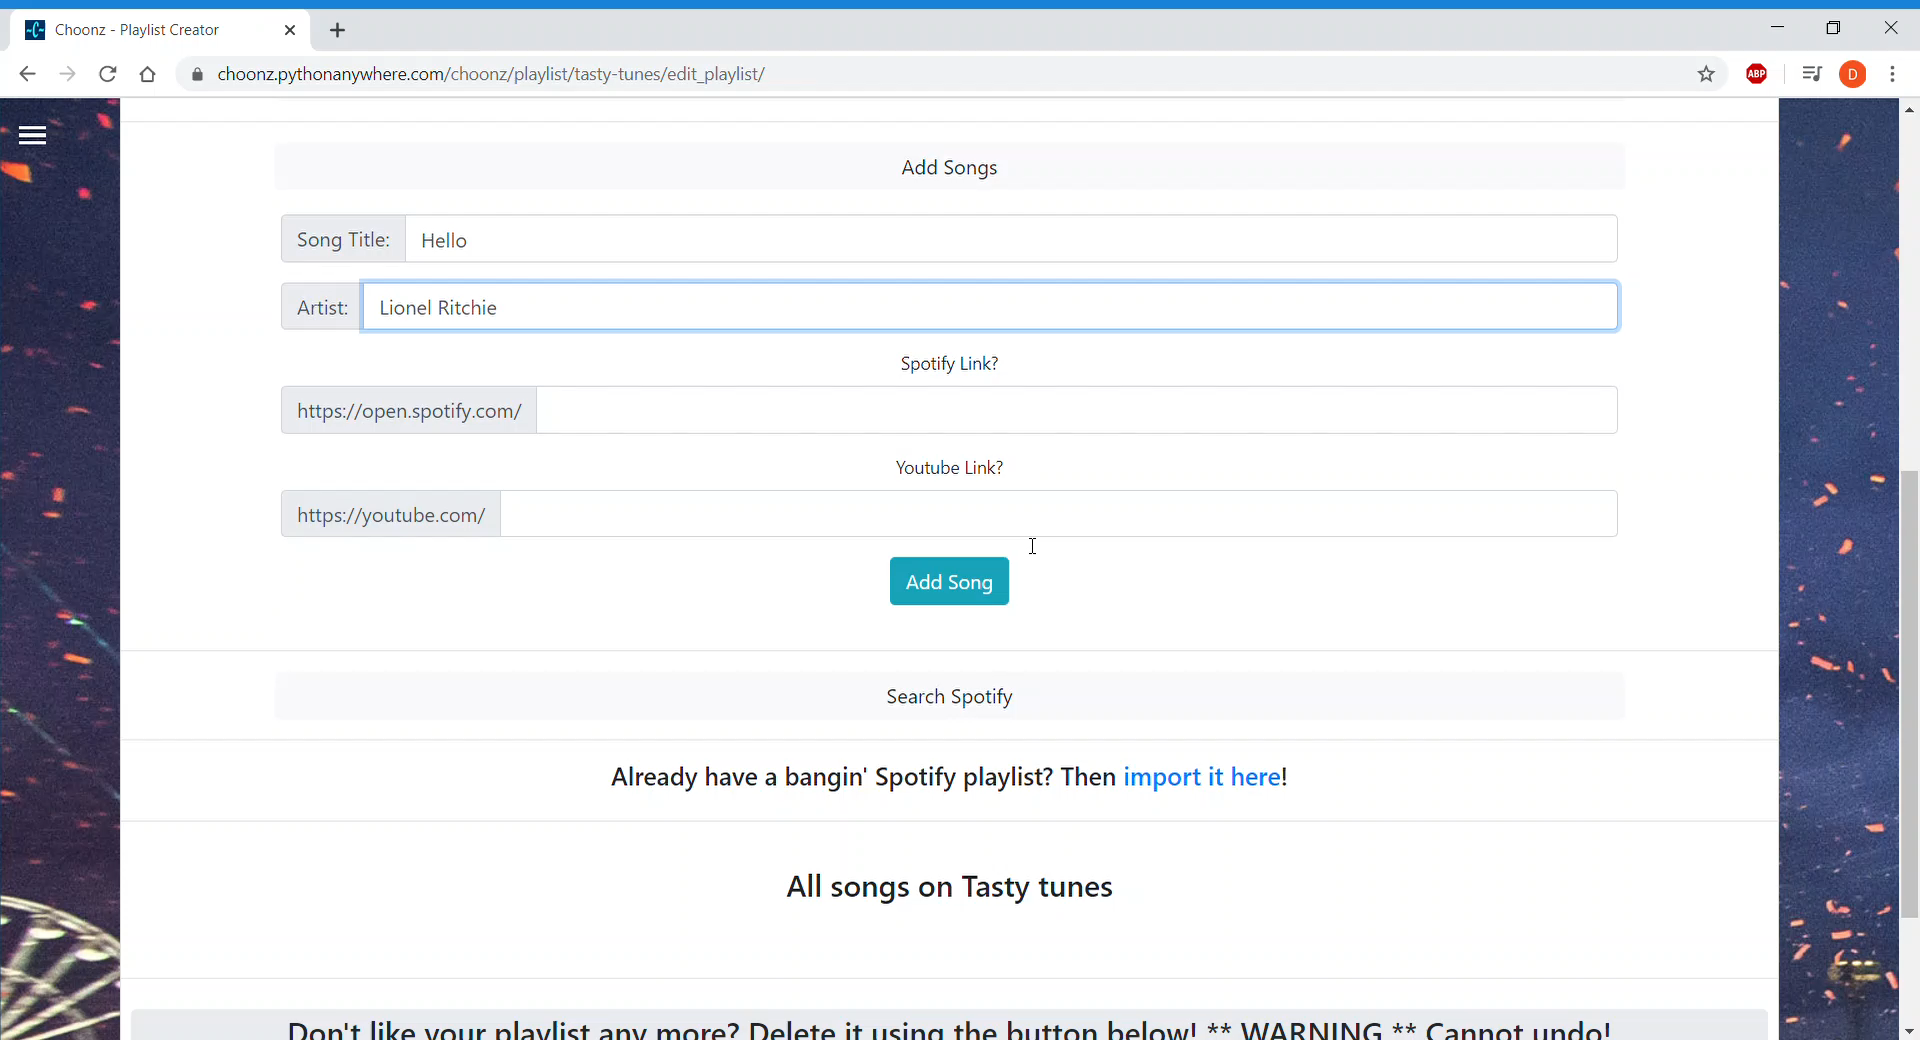 Choonz - Playlist Creator
choonz.pythonanywhere.com/choonz/playlist/tasty-tunes/edit_playlist/
ABP
D
Add Songs
Song Title: Hello
Artist: Lionel Ritchie
Spotify Link?
https://open.spotify.com/
Youtube Link?
https://youtube.com/
Add Song
Search Spotify
Already have a bangin' Spotify playlist? Then import it here!
All songs on Tasty tunes
Don't like your playlist any more? Delete it using the button below! ** WARNING ** Cannot undo!